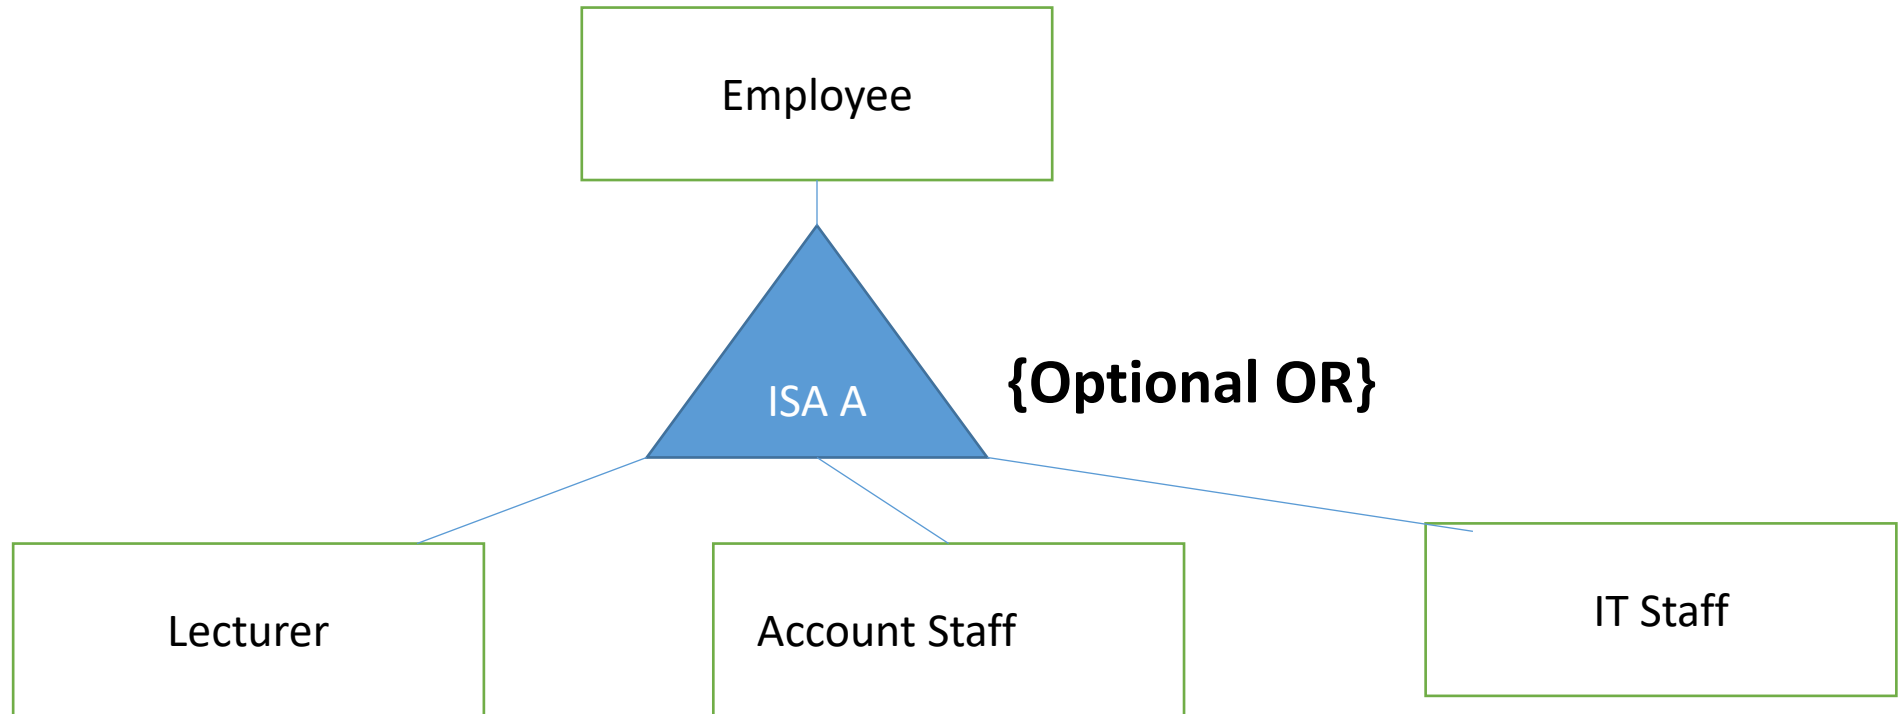 Employee
ISA A
{Optional OR}
Lecturer
Account Staff
IT Staff